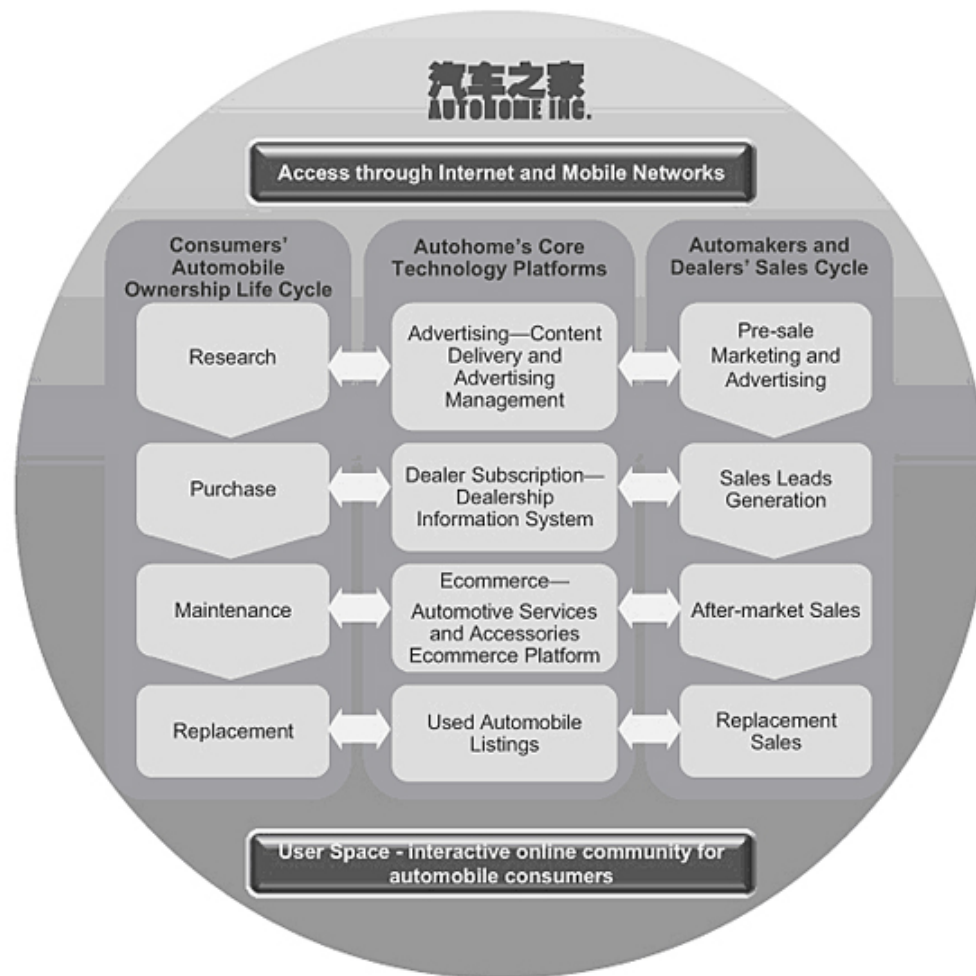 汽车之家
AUTOHOME INC.
Access through Internet and Mobile Networks
Consumers'
Automobile
Ownership Life Cycle
Research
Purchase
Maintenance
Replacement
Autohome's Core
Technology Platforms
Advertising—Content
Delivery and
Advertising
Management
Dealer Subscription—
Dealership
Information System
Ecommerce—
Automotive Services
and Accessories
Ecommerce Platform
Used Automobile
Listings
Automakers and
Dealers' Sales Cycle
Pre-sale
Marketing and
Advertising
Sales Leads
Generation
After-market Sales
Replacement
Sales
User Space - interactive online community for
automobile consumers